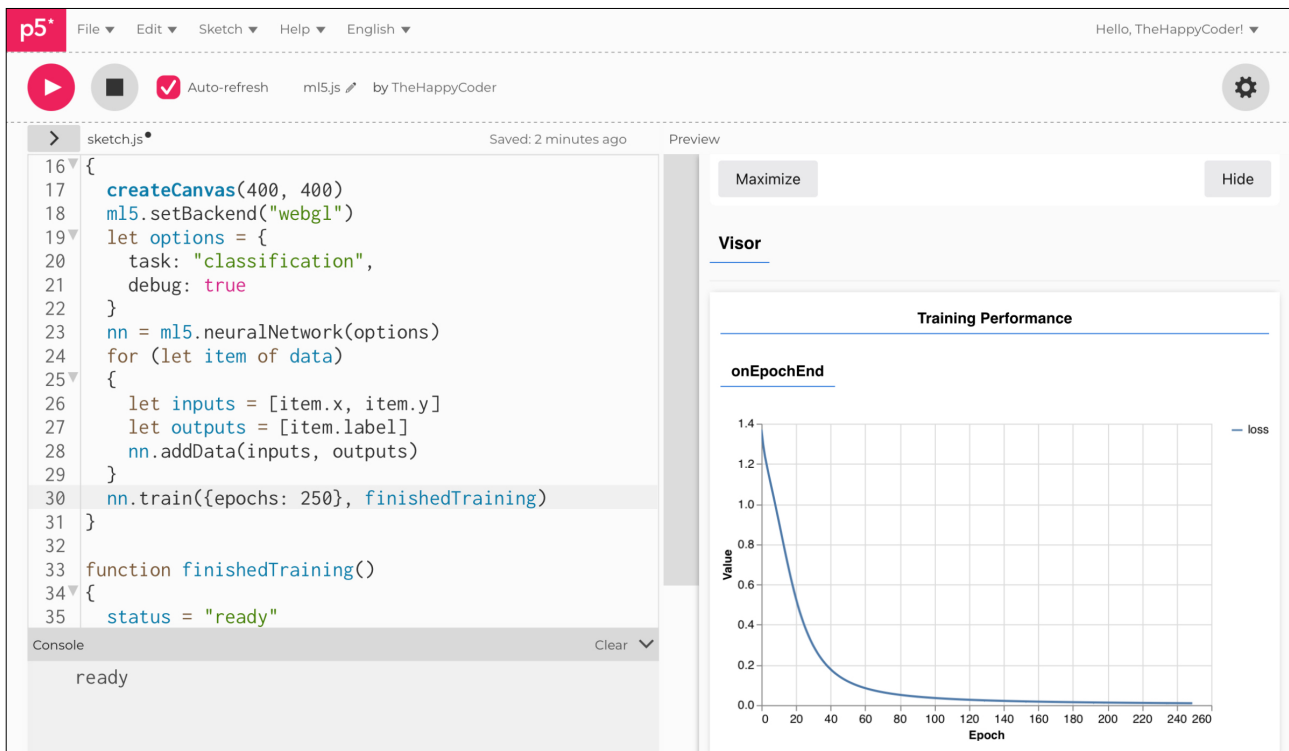 p5* File Edit Sketch Help English Hello, TheHappyCoder!
Auto-refresh ml5.js by TheHappyCoder
> sketch.js Saved: 2 minutes ago Preview
16 {
17 createCanvas(400, 400)
18 ml5.setBackend("webgl")
19 let options = {
20 task: "classification",
21 debug: true
22 }
23 nn = ml5.neuralNetwork(options)
24 for (let item of data)
25 {
26 let inputs = [item.x, item.y]
27 let outputs = [item.label]
28 nn.addData(inputs, outputs)
29 }
30 nn.train({epochs: 250}, finishedTraining)
31 }
32
33 function finishedTraining()
34 {
35 status = "ready"
Console Clear
ready
Maximize Hide
Visor
Training Performance
onEpochEnd
loss
Value
1.4
1.2
1.0
0.8
0.6
0.4
0.2
0.0
0 20 40 60 80 100 120 140 160 180 200 220 240 260
Epoch